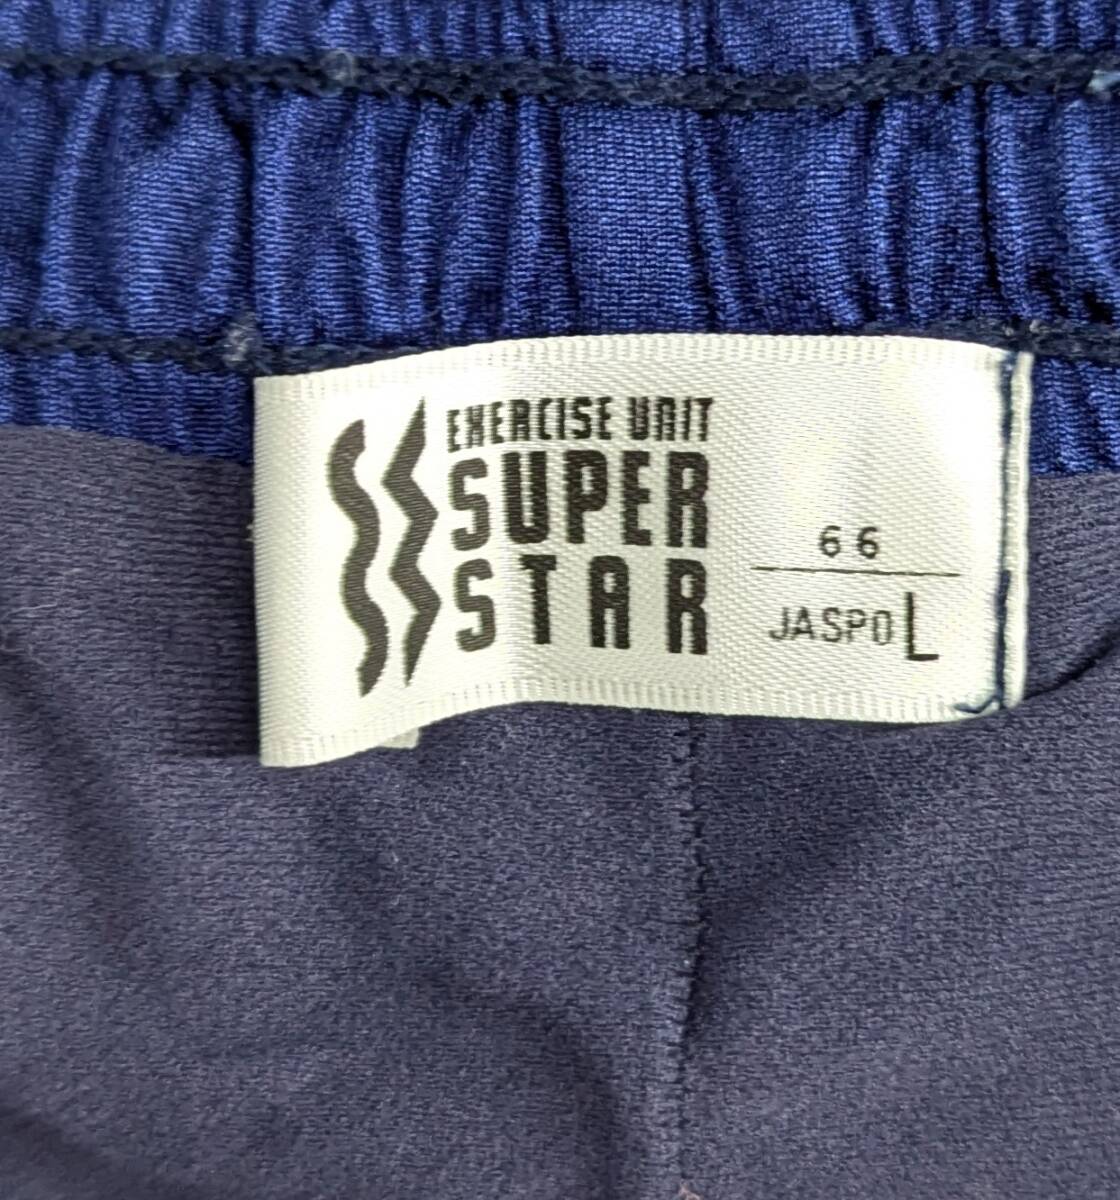 EXERCISE UNIT
SUPER
STAR
66
JASPO L